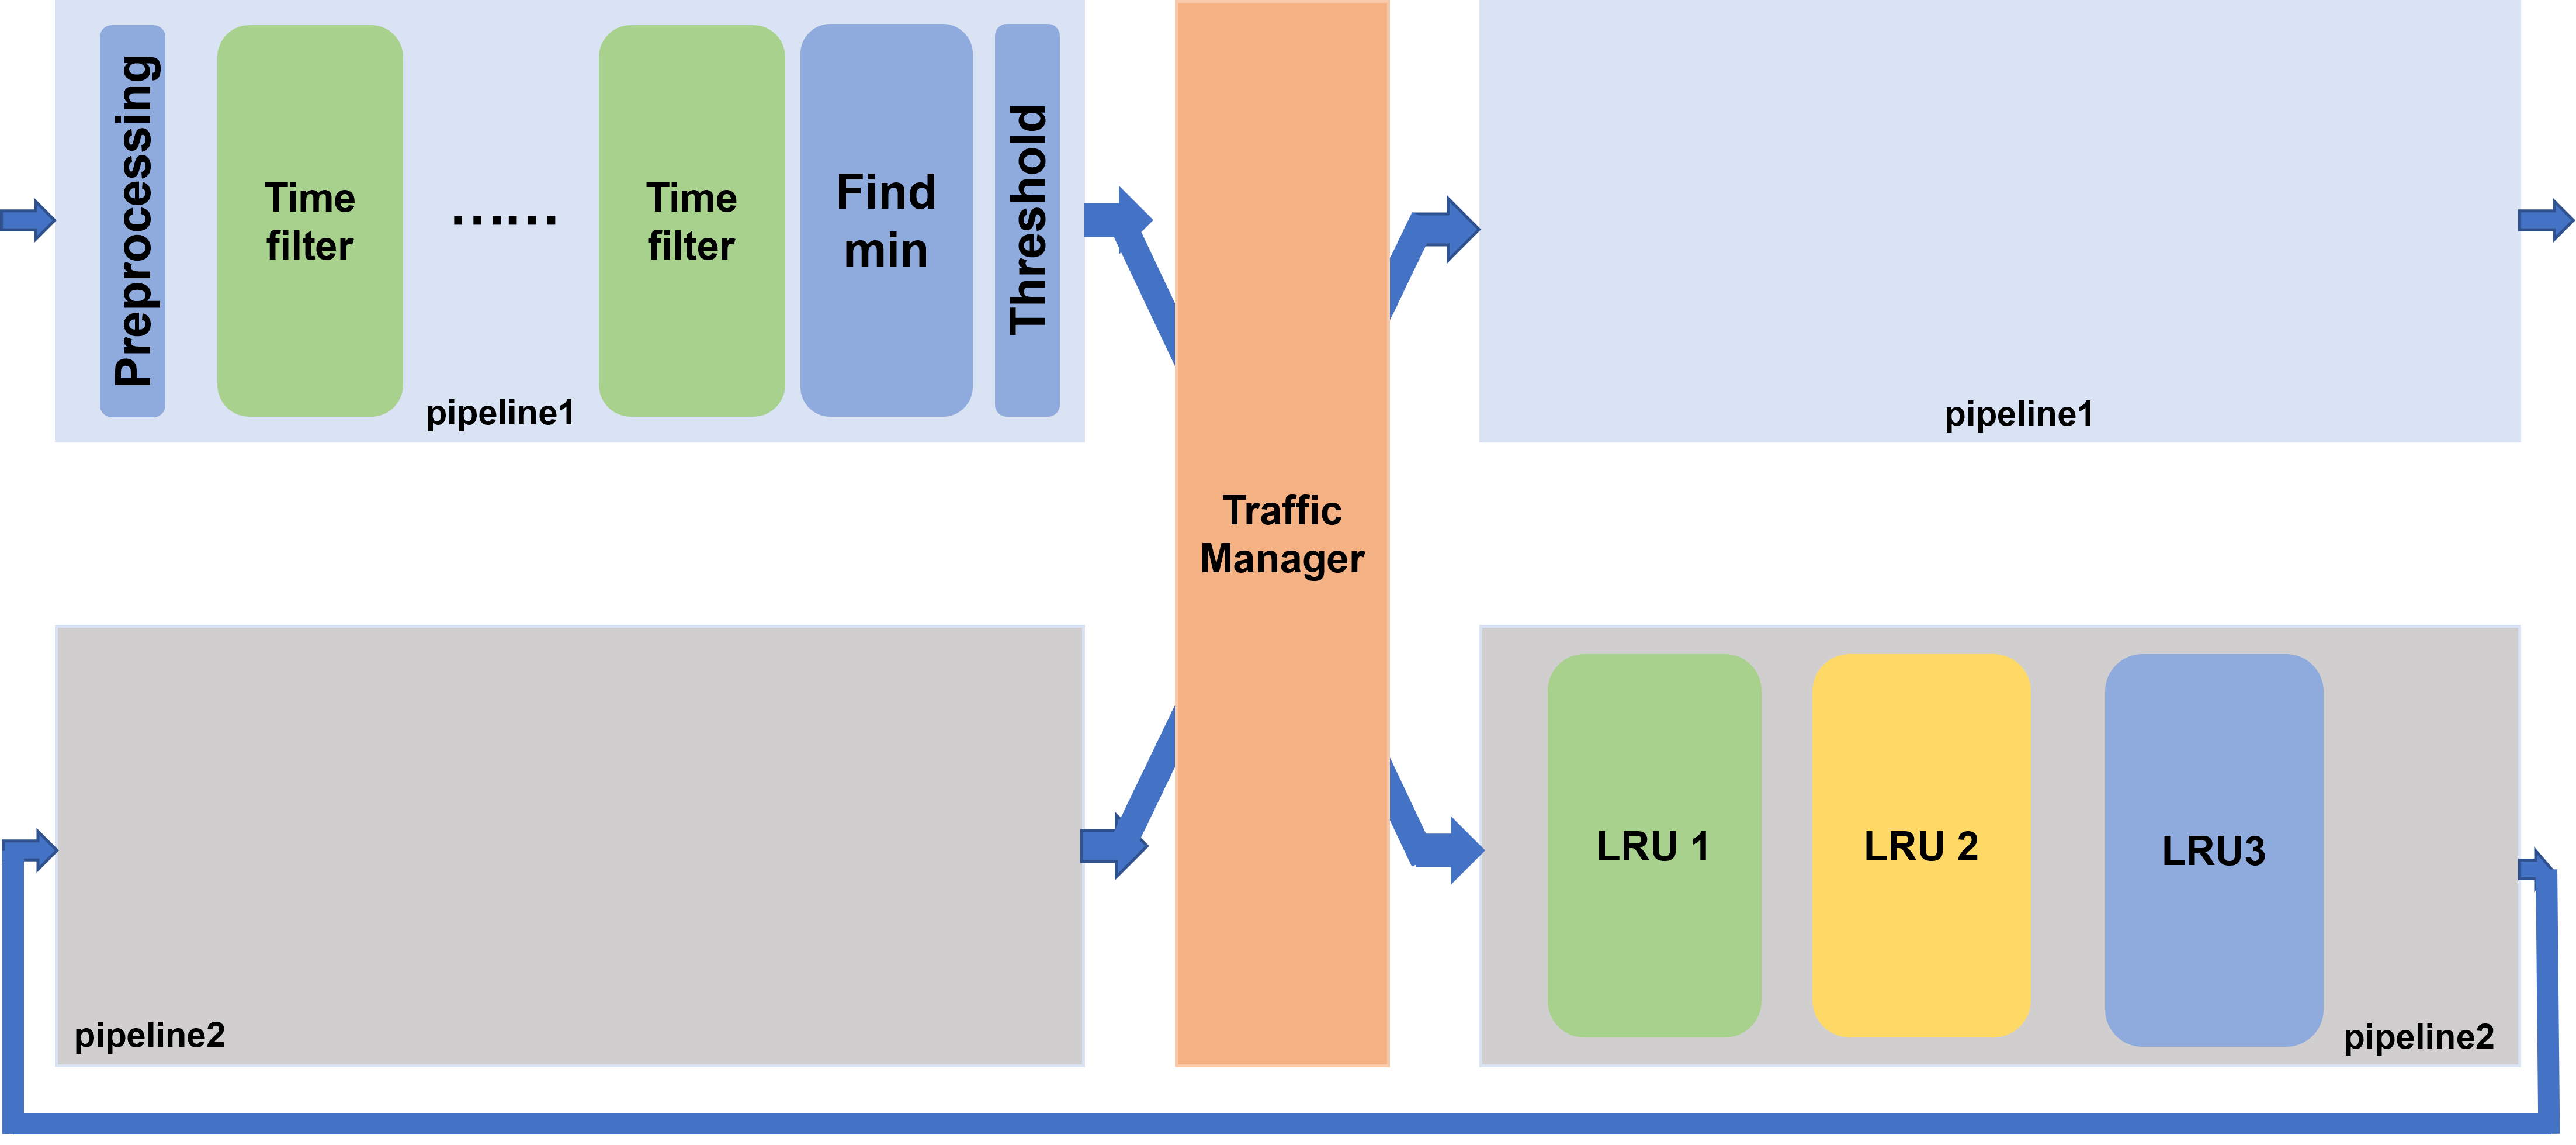 Preprocessing
Time
filter
......
Time
filter
Find
min
Threshold
pipeline1
pipeline1
Traffic
Manager
LRU 1
LRU 2
LRU3
pipeline2
pipeline2